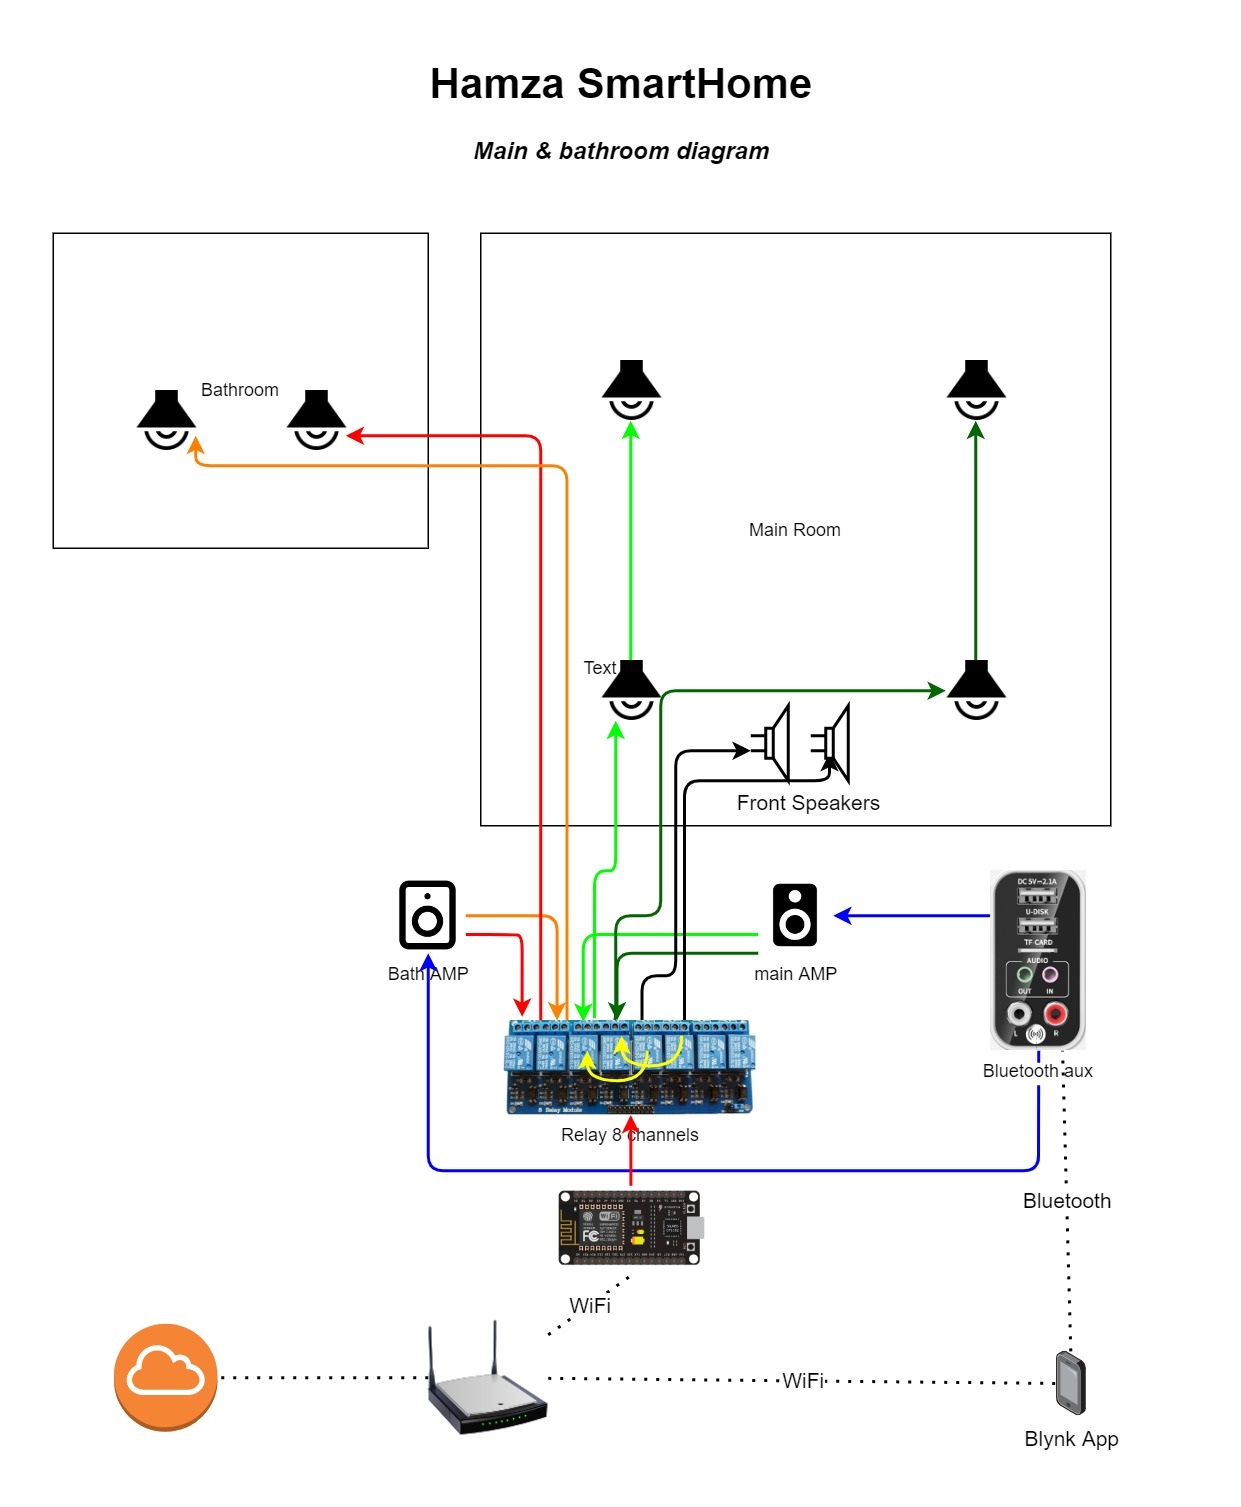 Hamza SmartHome
Main & bathroom diagram
Bathroom
Main Room
Text
Front Speakers
Bath AMP
main AMP
DC 5V⎓2.1A
U-DISK
TF CARD
AUDIO
OUT IN
L R
Bluetooth aux
8 Relay Module
Relay 8 channels
Bluetooth
WiFi
FC
WiFi
WiFi
Blynk App